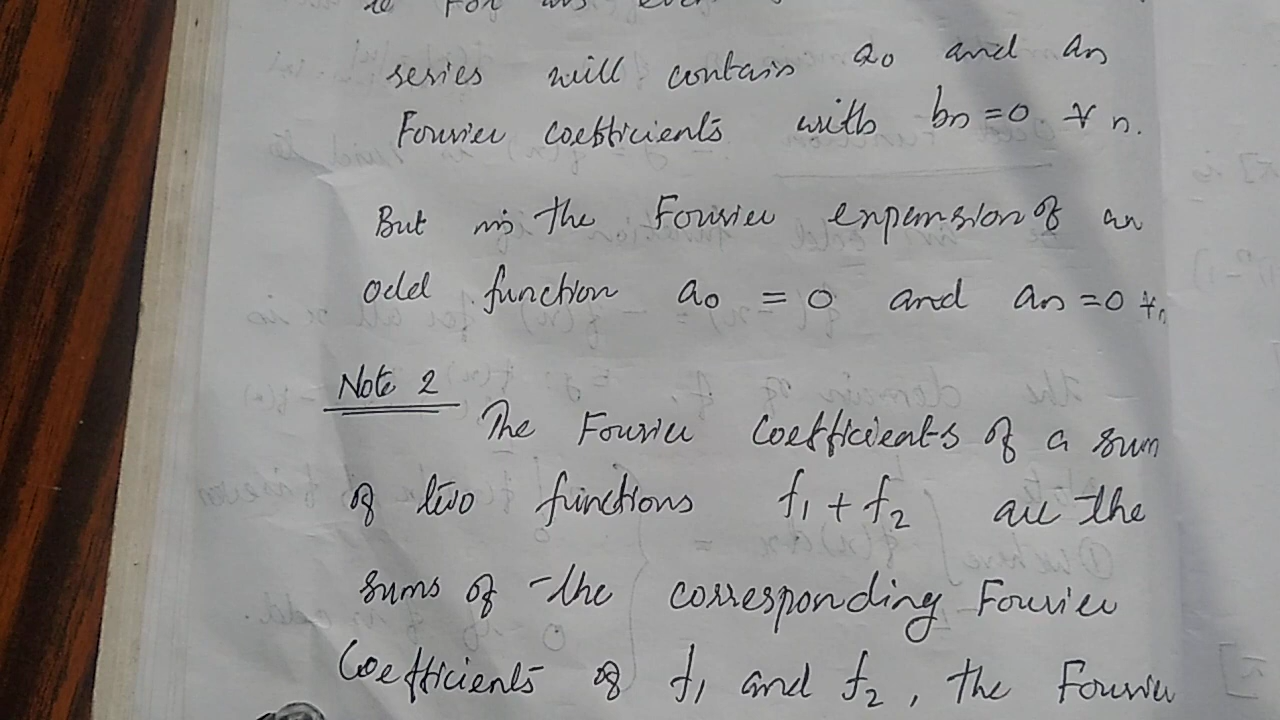 series will contain a₀ and aₙ
Fourier coefficients with bₙ = 0 ∀ n.
But in the Fourier expansion of an
odd function a₀ = 0 and aₙ = 0 ∀ₙ
Note 2
The Fourier Coefficients of a sum
of two functions f₁ + f₂ are the
sums of the corresponding Fourier
Coefficients of f₁ and f₂, the Fourier